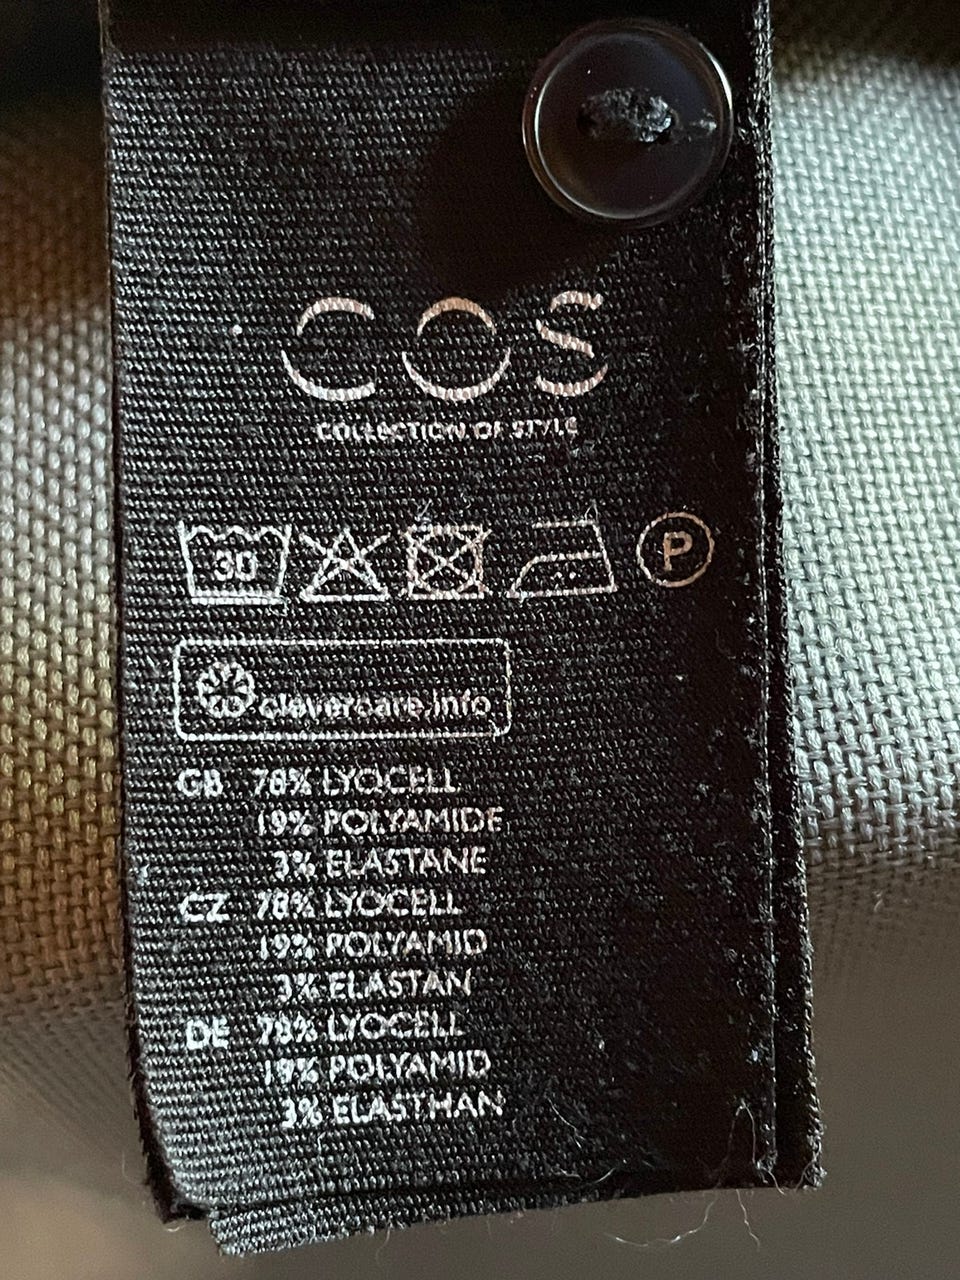 COS
COLLECTION OF STYLE
30
P
clevercare.info
GB 78% LYOCELL
19% POLYAMIDE
3% ELASTANE
CZ 78% LYOCELL
19% POLYAMID
3% ELASTAN
DE 78% LYOCELL
19% POLYAMID
3% ELASTHAN